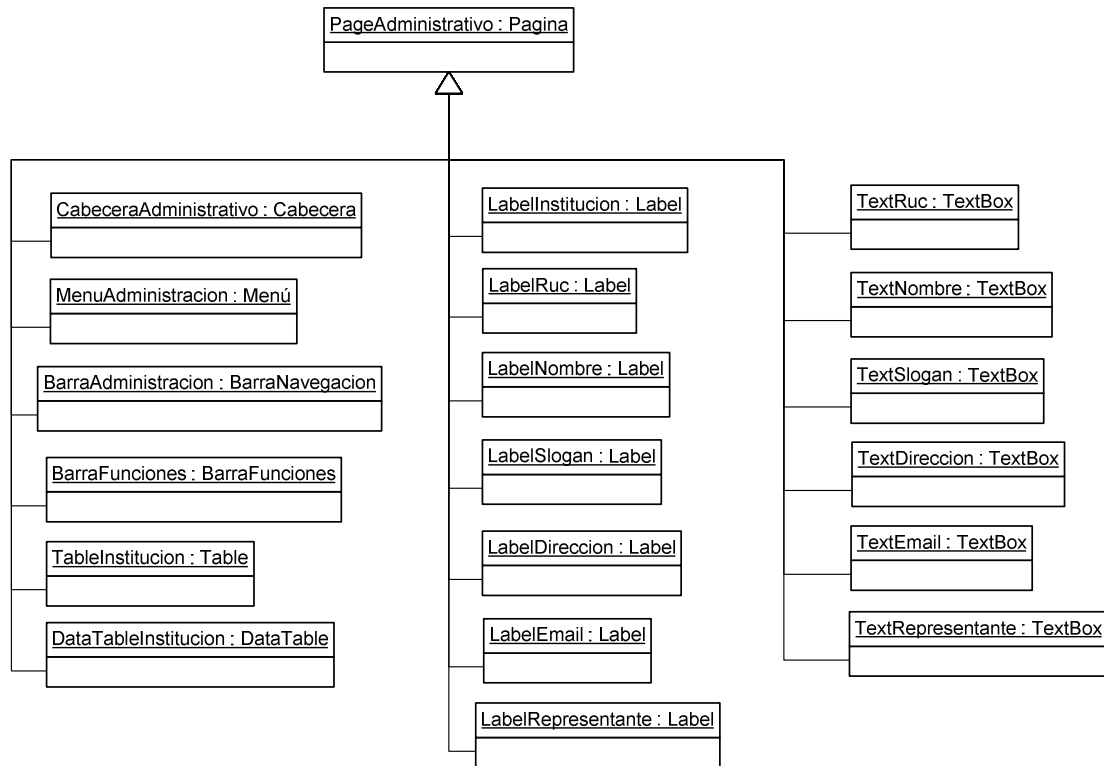 PageAdministrativo : Pagina
CabeceraAdministrativo : Cabecera
MenuAdministracion : Menú
BarraAdministracion : BarraNavegacion
BarraFunciones : BarraFunciones
TableInstitucion : Table
DataTableInstitucion : DataTable
LabelInstitucion : Label
LabelRuc : Label
LabelNombre : Label
LabelSlogan : Label
LabelDireccion : Label
LabelEmail : Label
LabelRepresentante : Label
TextRuc : TextBox
TextNombre : TextBox
TextSlogan : TextBox
TextDireccion : TextBox
TextEmail : TextBox
TextRepresentante : TextBox